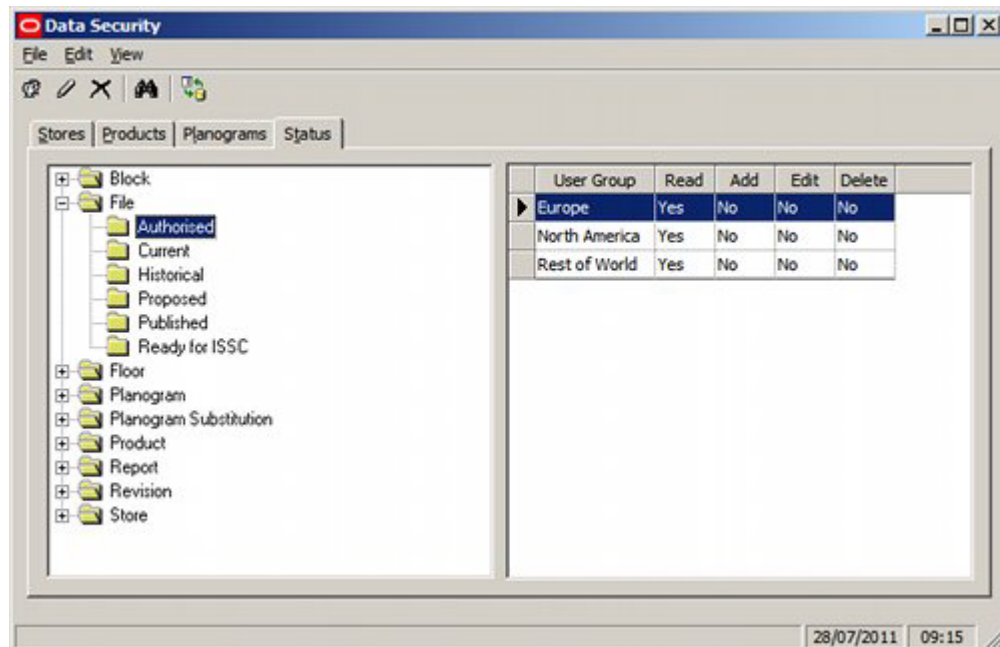 Data Security
File Edit View
Stores Products Planograms Status
Block
File
Authorised
Current
Historical
Proposed
Published
Ready for ISSC
Floor
Planogram
Planogram Substitution
Product
Report
Revision
Store
User Group Read Add Edit Delete
Europe Yes No No No
North America Yes No No No
Rest of World Yes No No No
28/07/2011 09:15